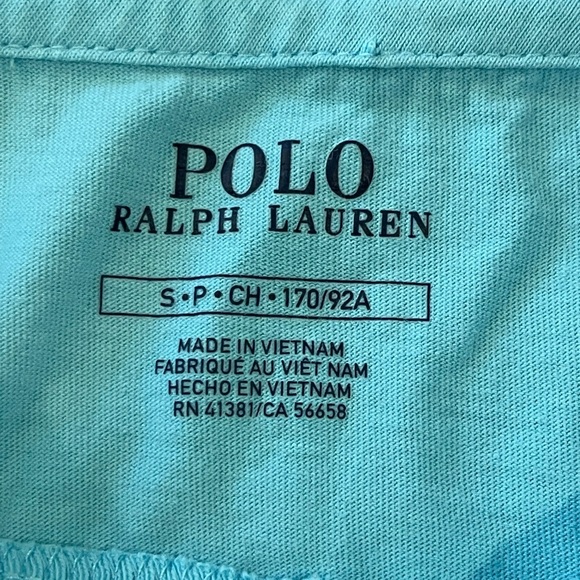 POLO
RALPH LAUREN
S•P•CH•170/92A
MADE IN VIETNAM
FABRIQUÉ AU VIÊT NAM
HECHO EN VIETNAM
RN 41381/CA 56658